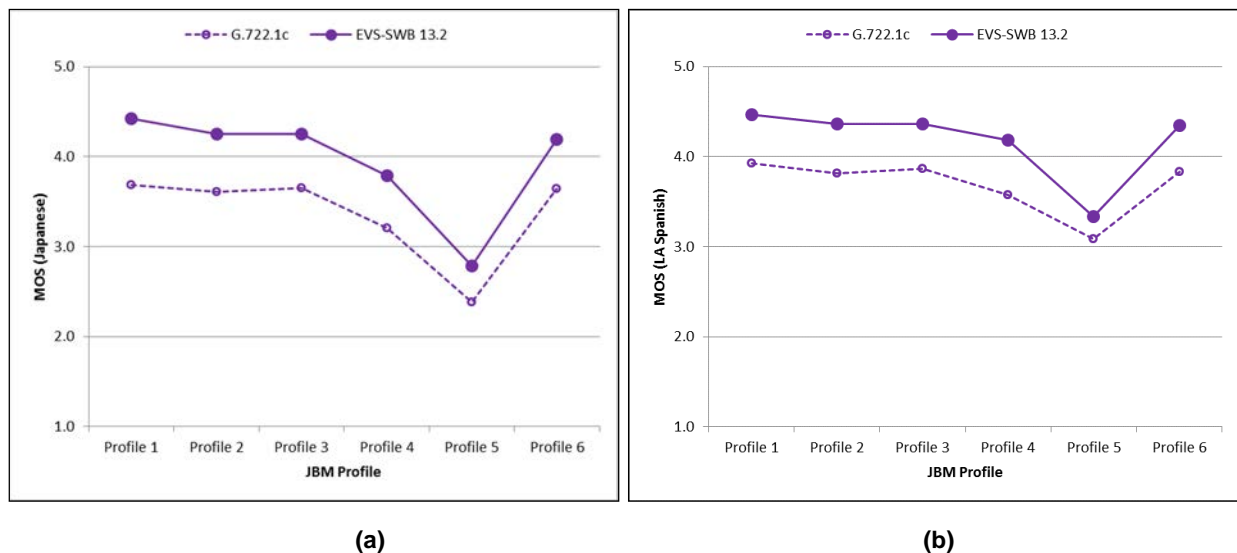 G.722.1c EVS-SWB 13.2
5.0
4.0
3.0
2.0
1.0
MOS (Japanese)
Profile 1 Profile 2 Profile 3 Profile 4 Profile 5 Profile 6
JBM Profile
(a)
G.722.1c EVS-SWB 13.2
5.0
4.0
3.0
2.0
1.0
MOS (LA Spanish)
Profile 1 Profile 2 Profile 3 Profile 4 Profile 5 Profile 6
JBM Profile
(b)